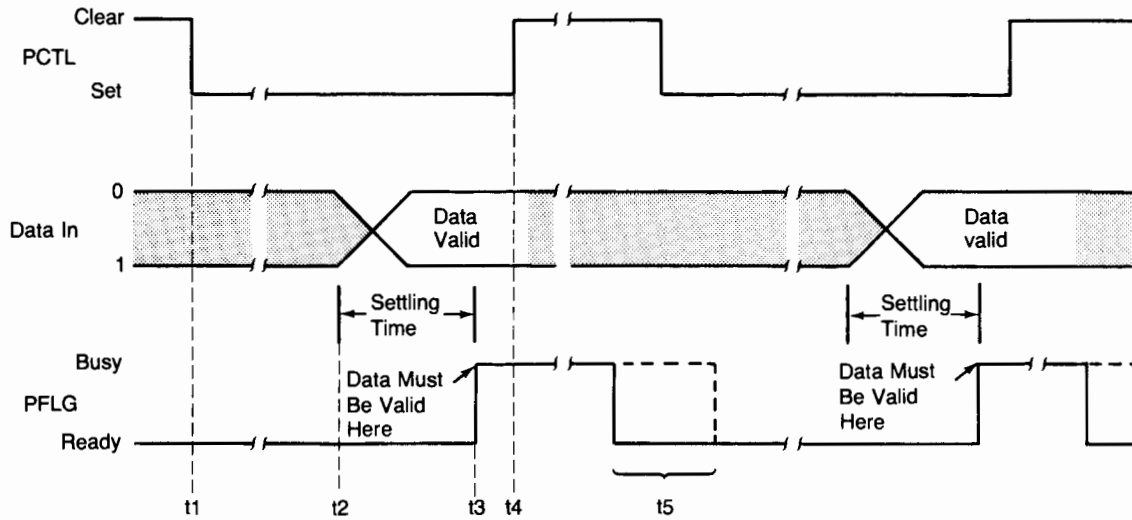 Clear
PCTL
Set
0
Data In
1
Data
Valid
Data
valid
Settling
Time
Settling
Time
Busy
PFLG
Ready
Data Must
Be Valid
Here
Data Must
Be Valid
Here
t1
t2
t3
t4
t5